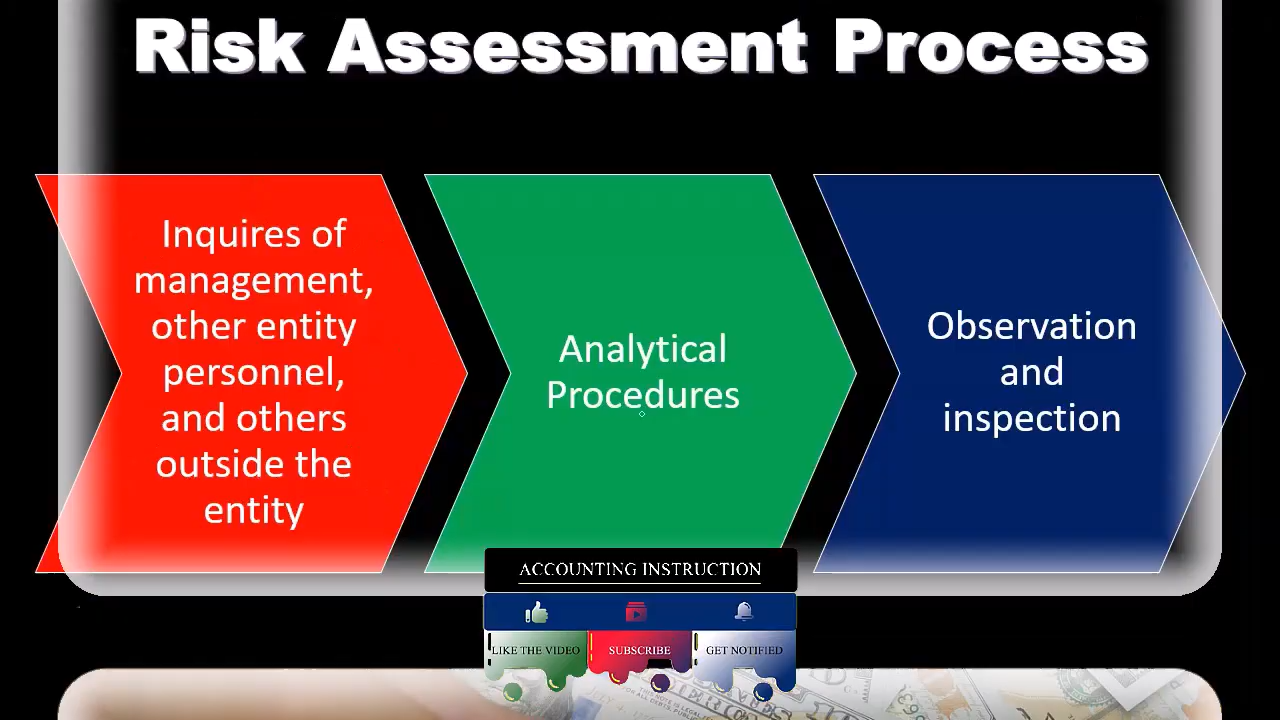 Risk Assessment Process
Inquires of
management,
other entity
personnel,
and others
outside the
entity
Analytical
Procedures
Observation
and
inspection
ACCOUNTING INSTRUCTION
LIKE THE VIDEO
SUBSCRIBE
GET NOTIFIED